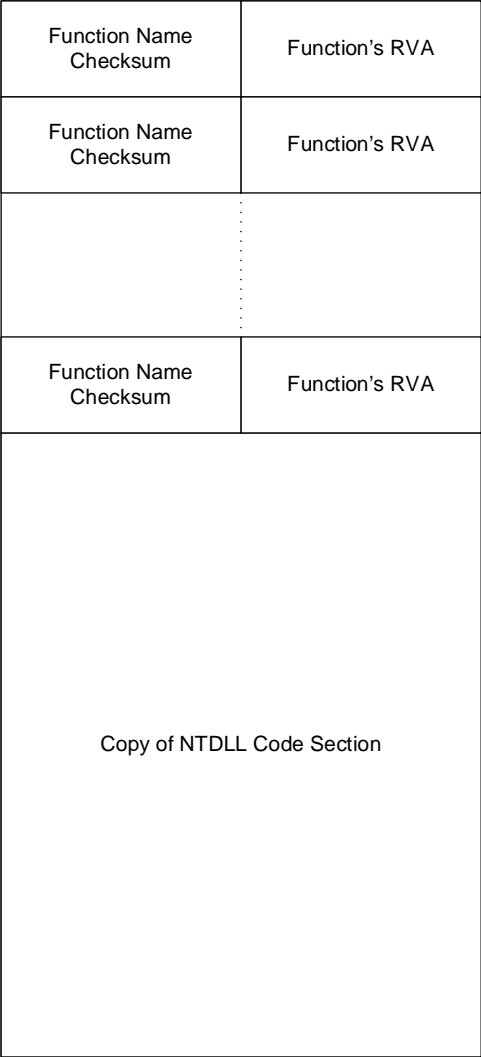 Function Name
Checksum
Function’s RVA
Function Name
Checksum
Function’s RVA
Function Name
Checksum
Function’s RVA
Copy of NTDLL Code Section